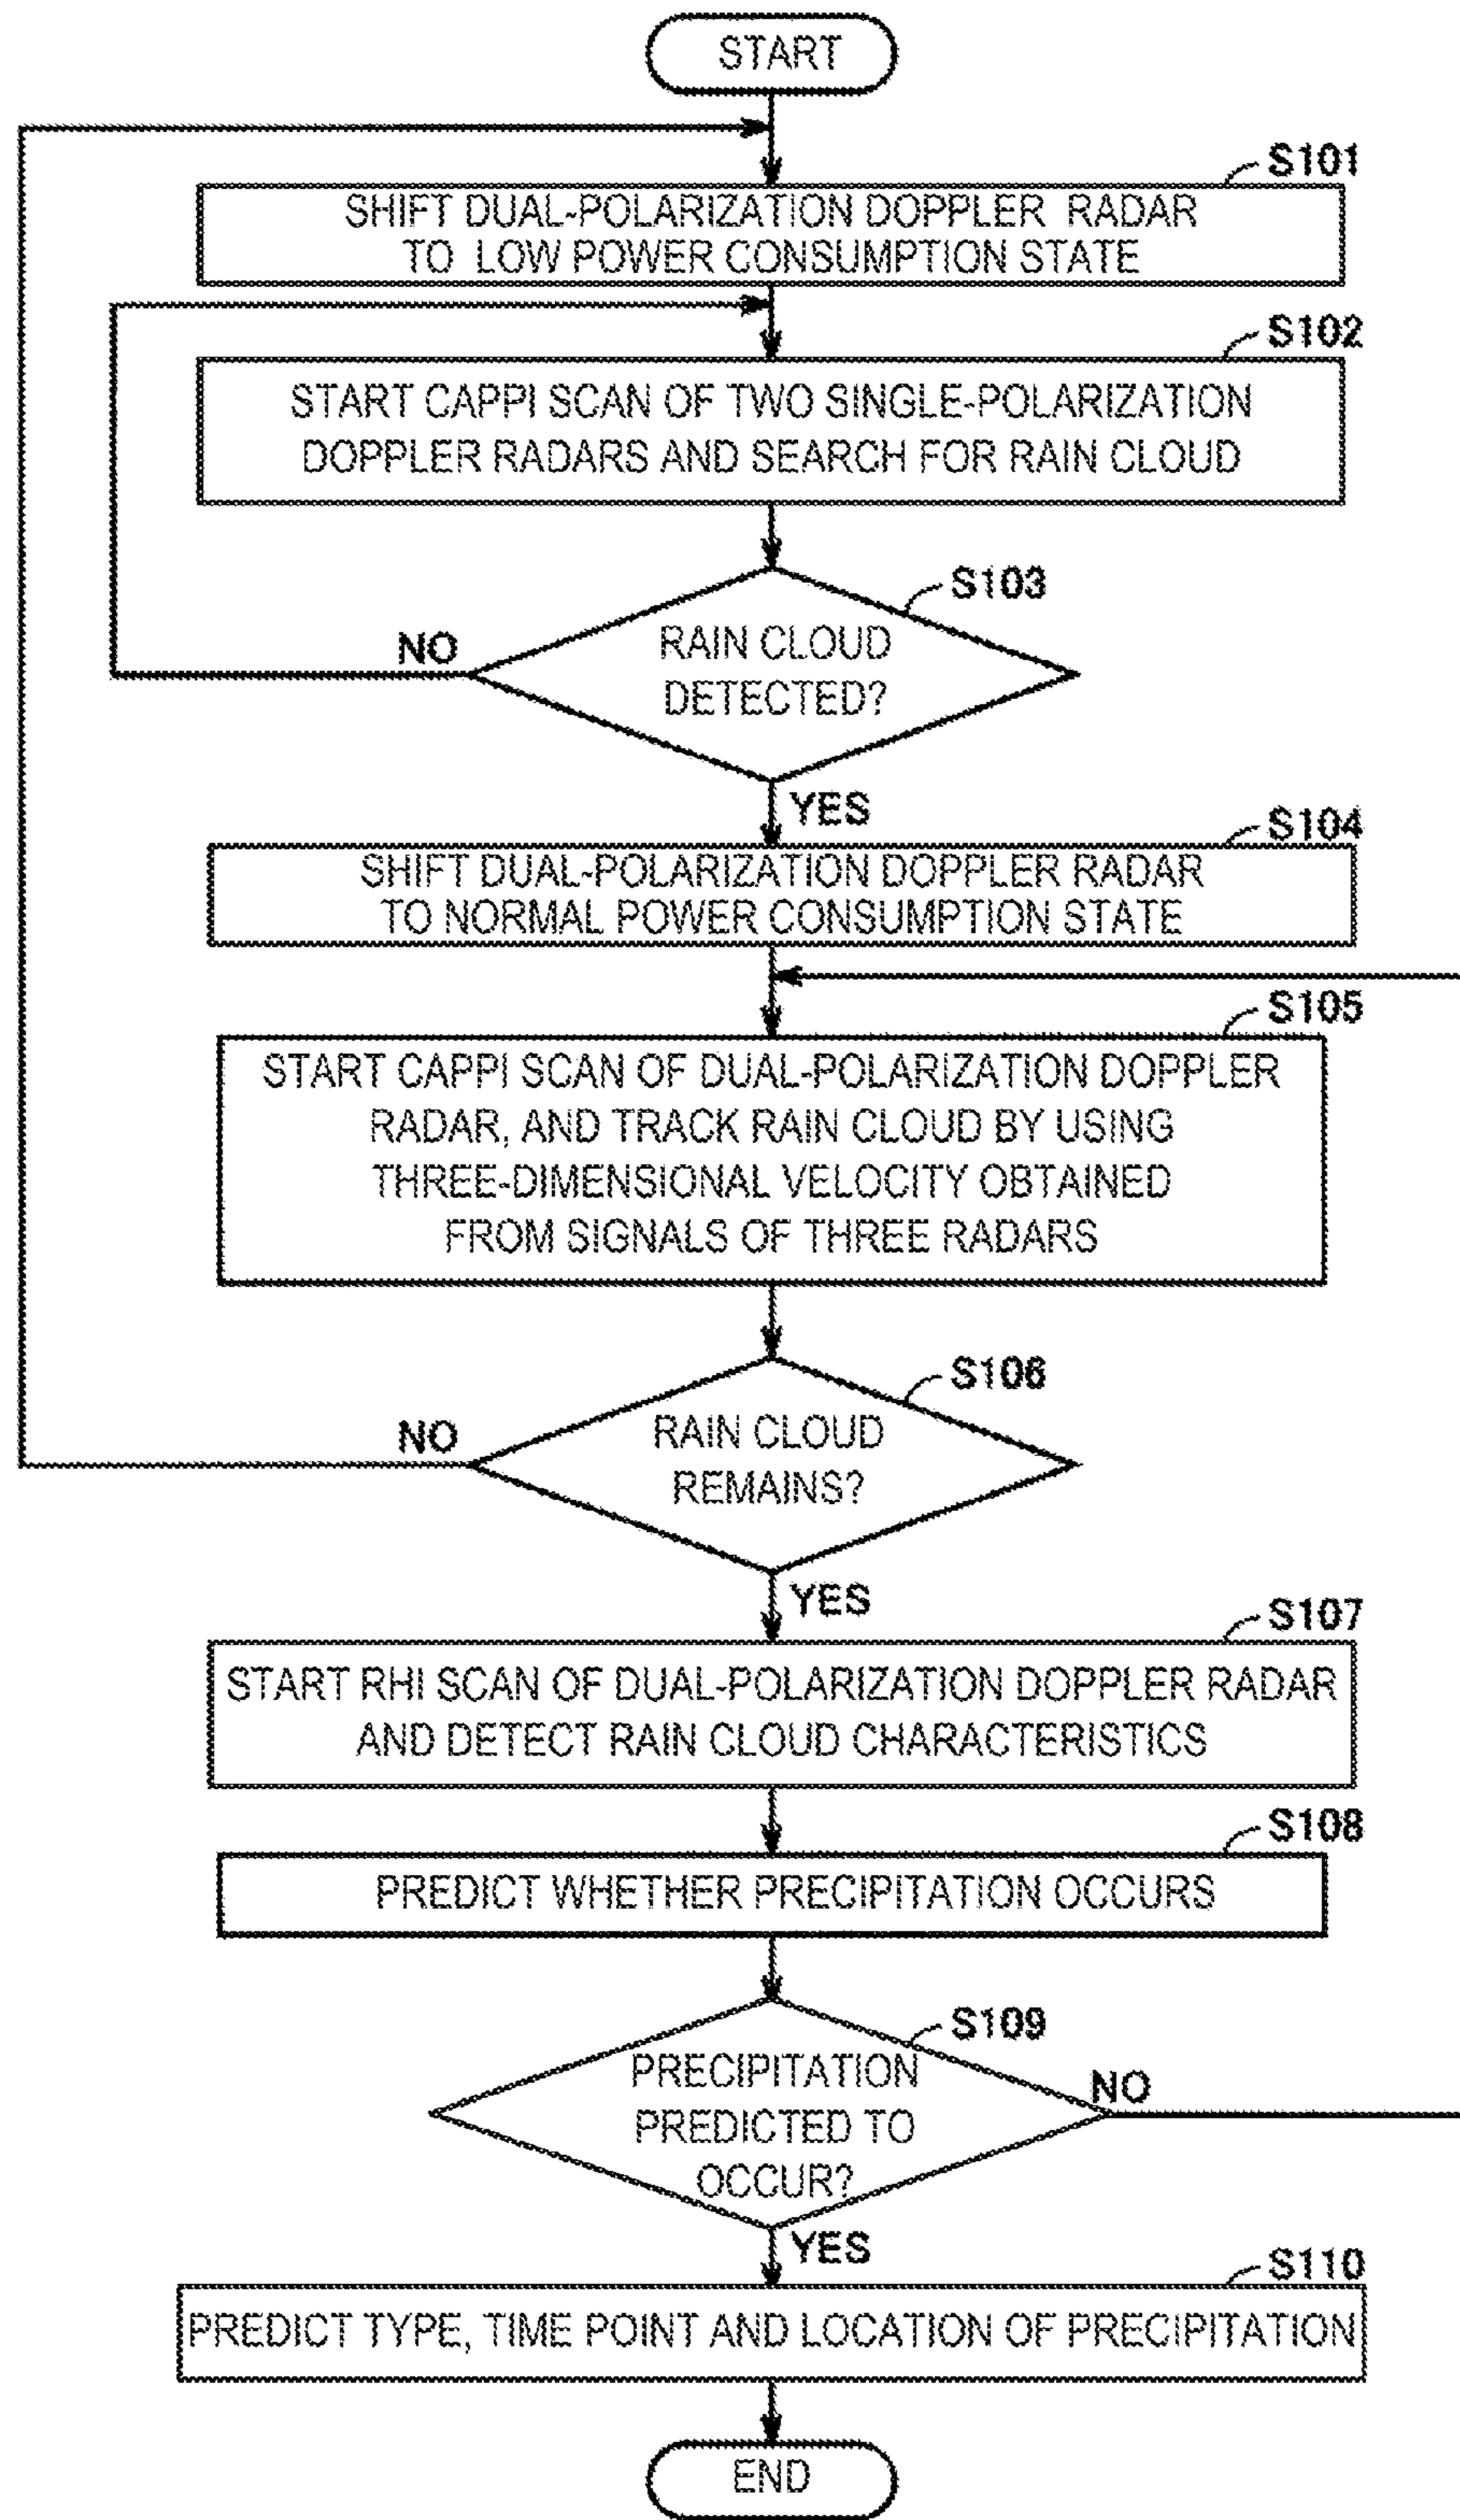 START
S101
SHIFT DUAL-POLARIZATION DOPPLER RADAR
TO LOW POWER CONSUMPTION STATE
S102
START CAPPI SCAN OF TWO SINGLE-POLARIZATION
DOPPLER RADARS AND SEARCH FOR RAIN CLOUD
S103
RAIN CLOUD
DETECTED?
NO
YES
S104
SHIFT DUAL-POLARIZATION DOPPLER RADAR
TO NORMAL POWER CONSUMPTION STATE
S105
START CAPPI SCAN OF DUAL-POLARIZATION DOPPLER
RADAR, AND TRACK RAIN CLOUD BY USING
THREE-DIMENSIONAL VELOCITY OBTAINED
FROM SIGNALS OF THREE RADARS
S106
RAIN CLOUD
REMAINS?
NO
YES
S107
START RHI SCAN OF DUAL-POLARIZATION DOPPLER RADAR
AND DETECT RAIN CLOUD CHARACTERISTICS
S108
PREDICT WHETHER PRECIPITATION OCCURS
S109
PRECIPITATION
PREDICTED TO
OCCUR?
NO
YES
S110
PREDICT TYPE, TIME POINT AND LOCATION OF PRECIPITATION
END